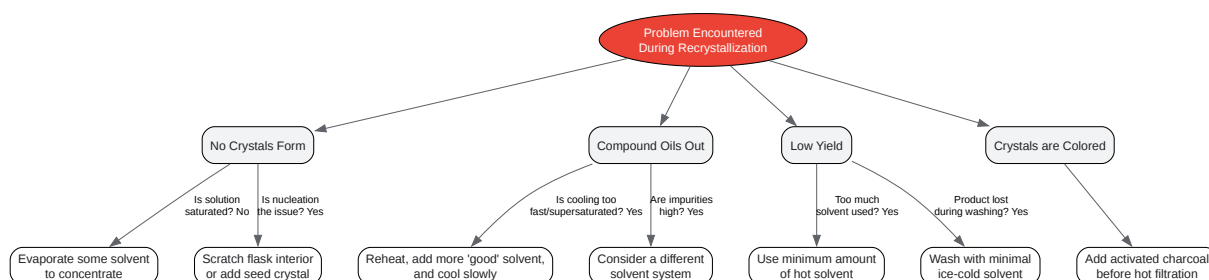 Problem Encountered
During Recrystallization
No Crystals Form
Compound Oils Out
Low Yield
Crystals are Colored
Is solution
saturated? No
Is nucleation
the issue? Yes
Is cooling too
fast/supersaturated? Yes
Are impurities
high? Yes
Too much
solvent used? Yes
Product lost
during washing? Yes
Evaporate some solvent
to concentrate
Scratch flask interior
or add seed crystal
Reheat, add more 'good' solvent,
and cool slowly
Consider a different
solvent system
Use minimum amount
of hot solvent
Wash with minimal
ice-cold solvent
Add activated charcoal
before hot filtration